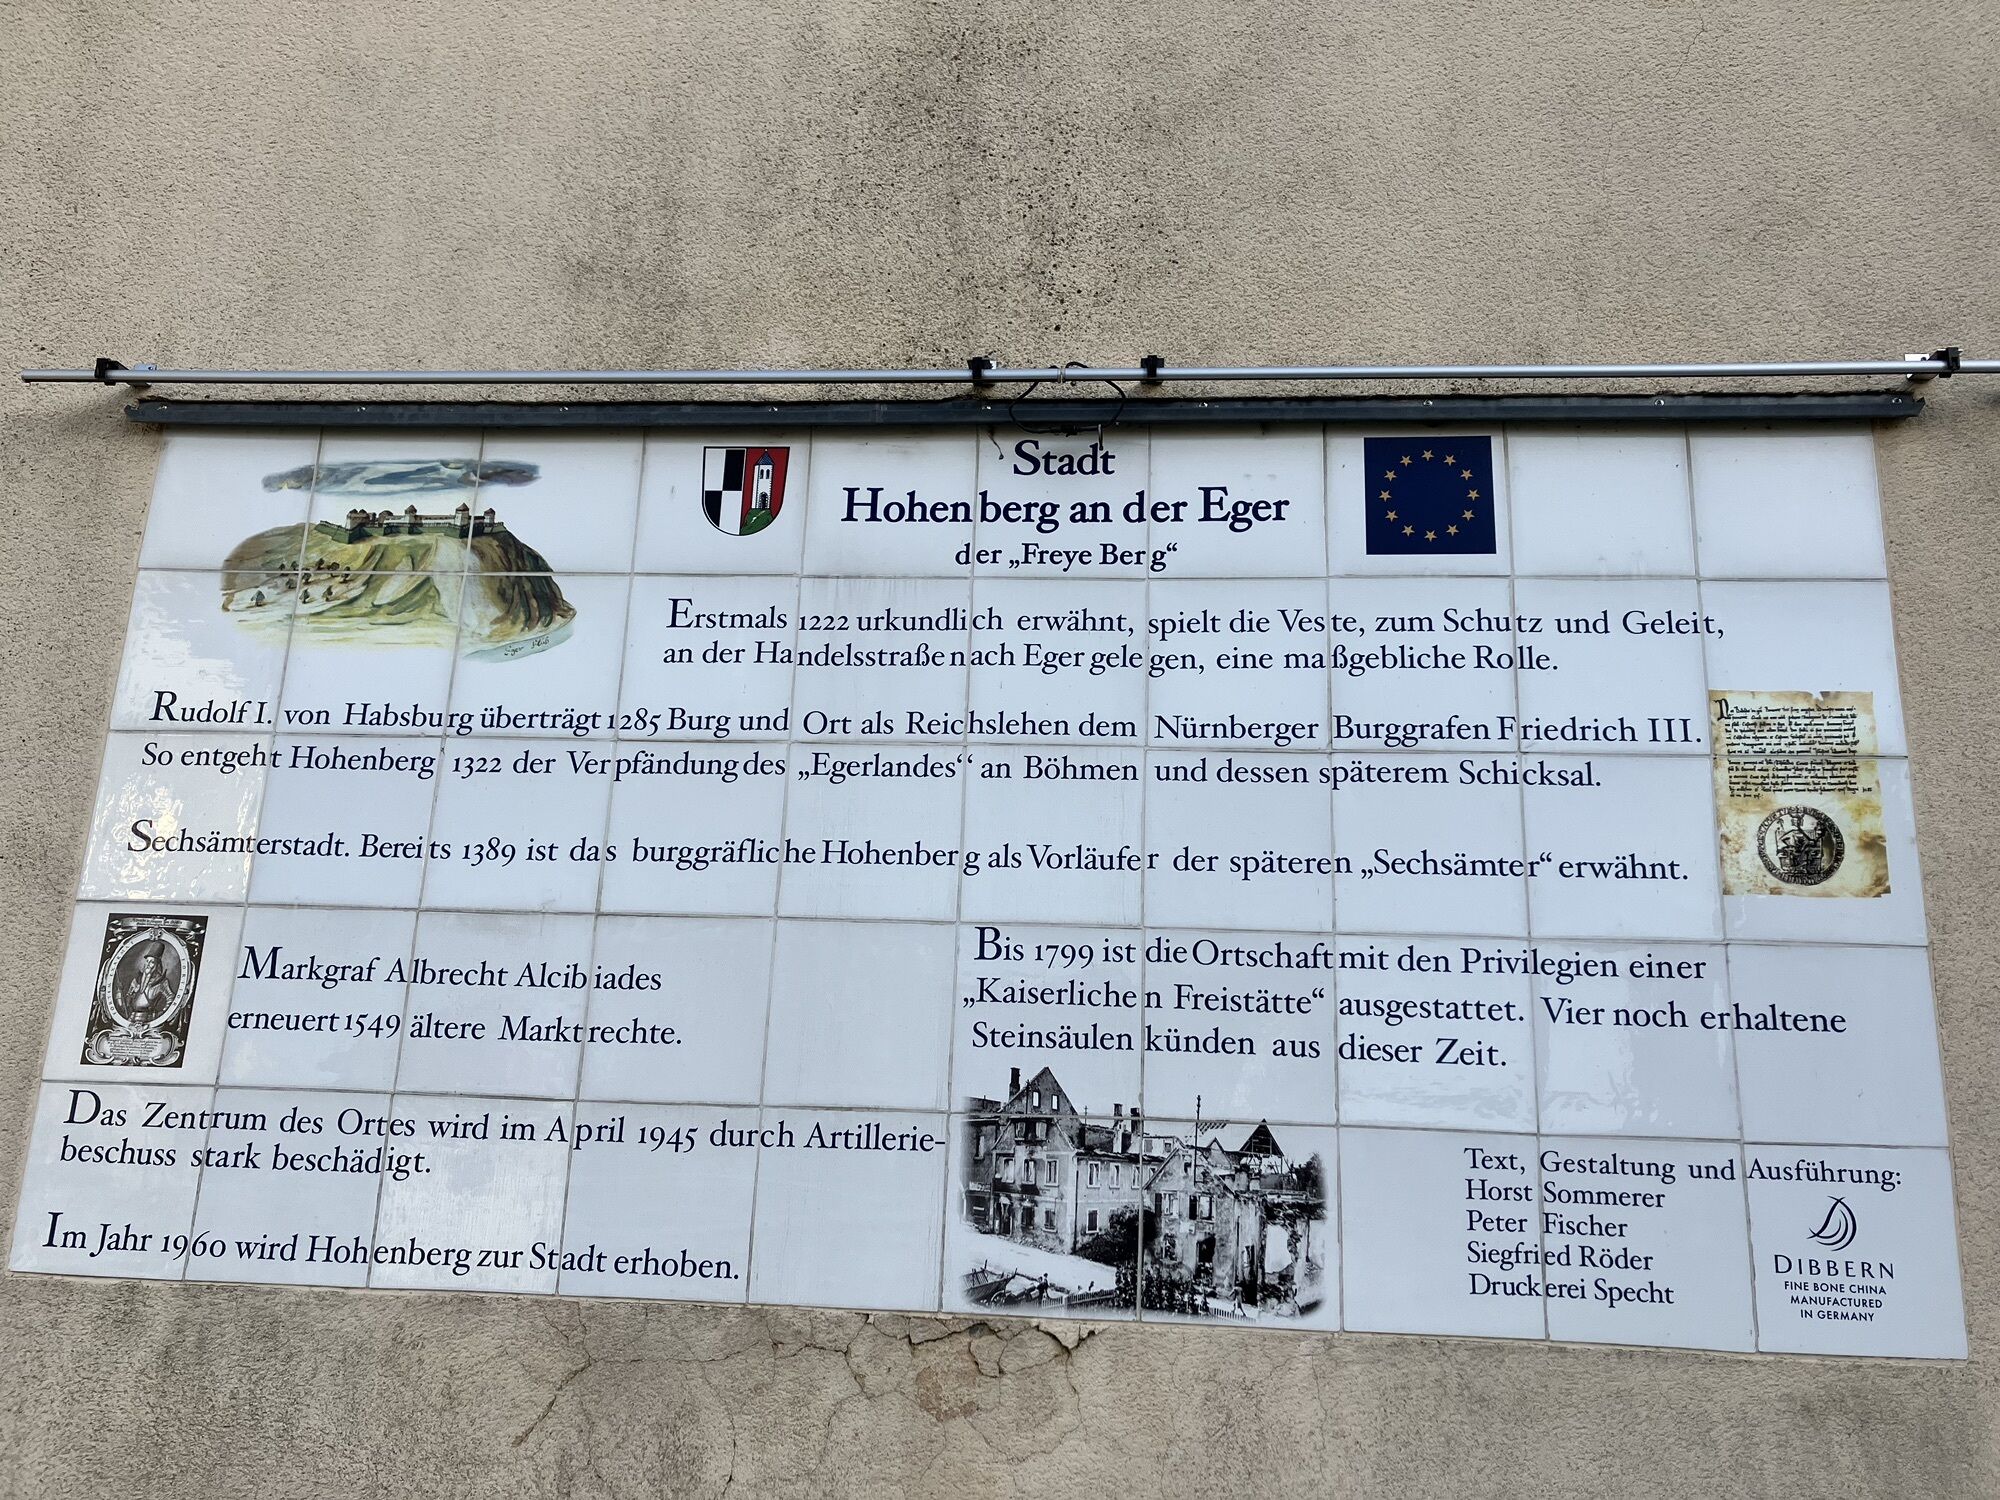 Stadt
Hohenberg an der Eger
der „Freye Berg“
Erstmals 1222 urkundlich erwähnt, spielt die Veste, zum Schutz und Geleit,
an der Handelsstraße nach Eger gelegen, eine maßgebliche Rolle.
Rudolf I. von Habsburg überträgt 1285 Burg und Ort als Reichslehen dem Nürnberger Burggrafen Friedrich III.
So entgeht Hohenberg 1322 der Verpfändung des „Egerlandes“ an Böhmen und dessen späterem Schicksal.
Sechsämterstadt. Bereits 1389 ist das burggräfliche Hohenberg als Vorläufer der späteren „Sechsämter“ erwähnt.
Markgraf Albrecht Alcibiades
erneuert 1549 ältere Marktrechte.
Bis 1799 ist die Ortschaft mit den Privilegien einer
„Kaiserlichen Freistätte“ ausgestattet. Vier noch erhaltene
Steinsäulen künden aus dieser Zeit.
Das Zentrum des Ortes wird im April 1945 durch Artillerie-
beschuss stark beschädigt.
Im Jahr 1960 wird Hohenberg zur Stadt erhoben.
Text, Gestaltung und Ausführung:
Horst Sommerer
Peter Fischer
Siegfried Röder
Druckerei Specht
DIBBERN
FINE BONE CHINA
MANUFACTURED
IN GERMANY